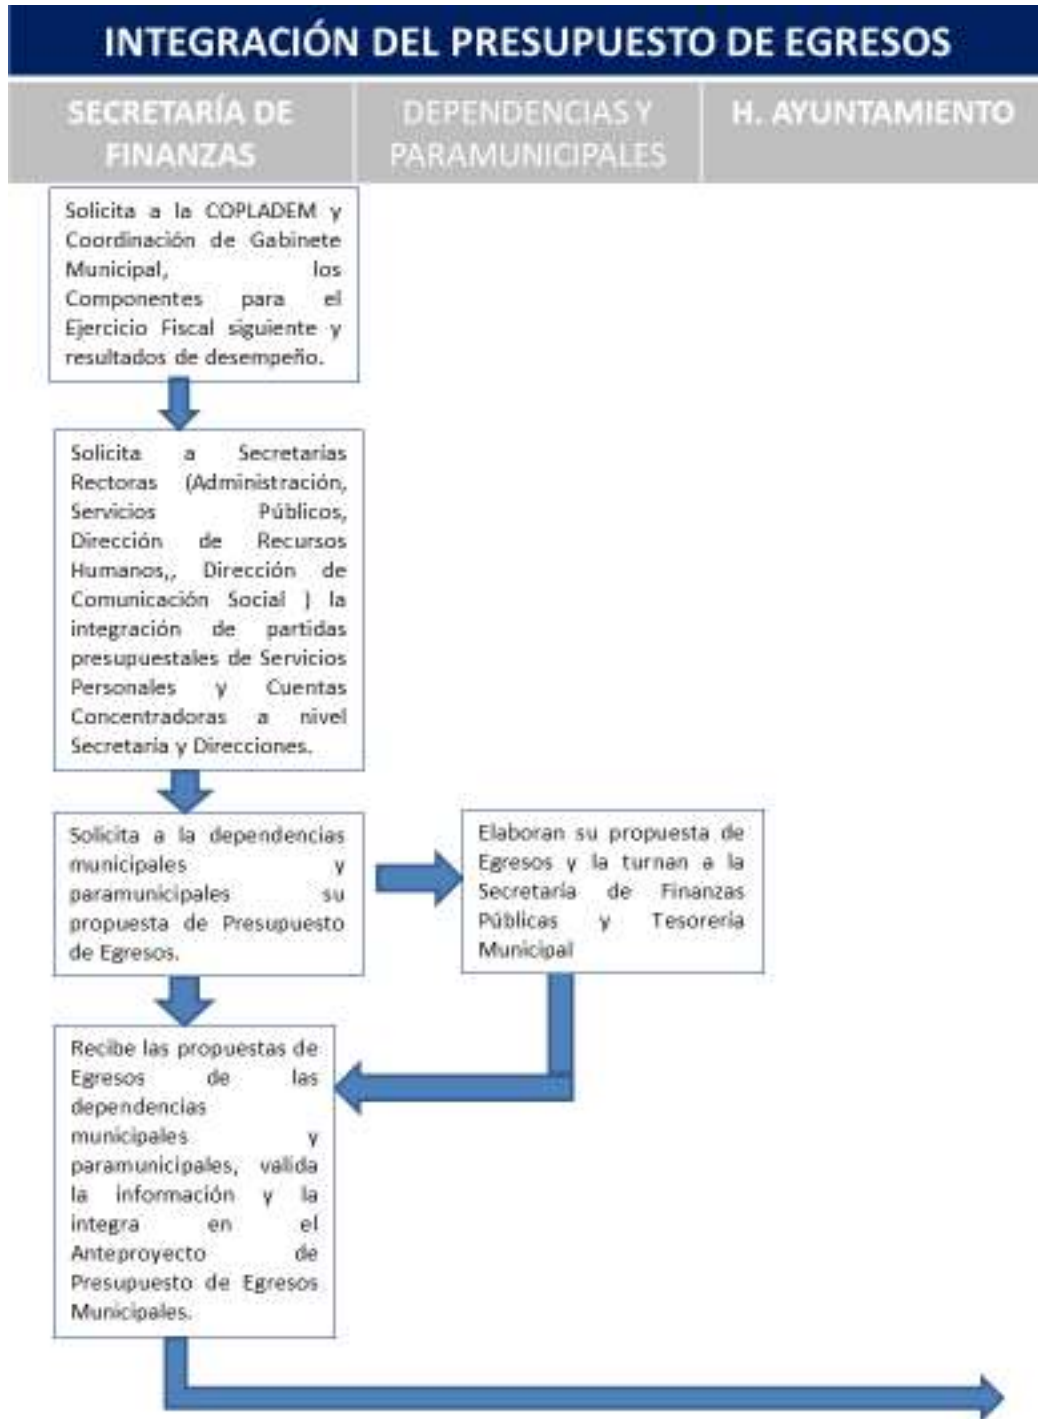 INTEGRACIÓN DEL PRESUPUESTO DE EGRESOS
SECRETARÍA DE
FINANZAS
DEPENDENCIAS Y
PARAMUNICIPALES
H. AYUNTAMIENTO
Solicita a la COPLADEM y
Coordinación de Gabinete
Municipal, los
Componentes para el
Ejercicio Fiscal siguiente y
resultados de desempeño.
Solicita a Secretarías
Rectoras (Administración,
Servicios Públicos,
Dirección de Recursos
Humanos,, Dirección de
Comunicación Social ) la
integración de partidas
presupuestales de Servicios
Personales y Cuentas
Concentradoras a nivel
Secretaría y Direcciones.
Solicita a la dependencias
municipales y
paramunicipales su
propuesta de Presupuesto
de Egresos.
Elaboran su propuesta de
Egresos y la turnan a la
Secretaría de Finanzas
Públicas y Tesorería
Municipal
Recibe las propuestas de
Egresos de las
dependencias
municipales y
paramunicipales, valida
la información y la
integra en el
Anteproyecto de
Presupuesto de Egresos
Municipales.